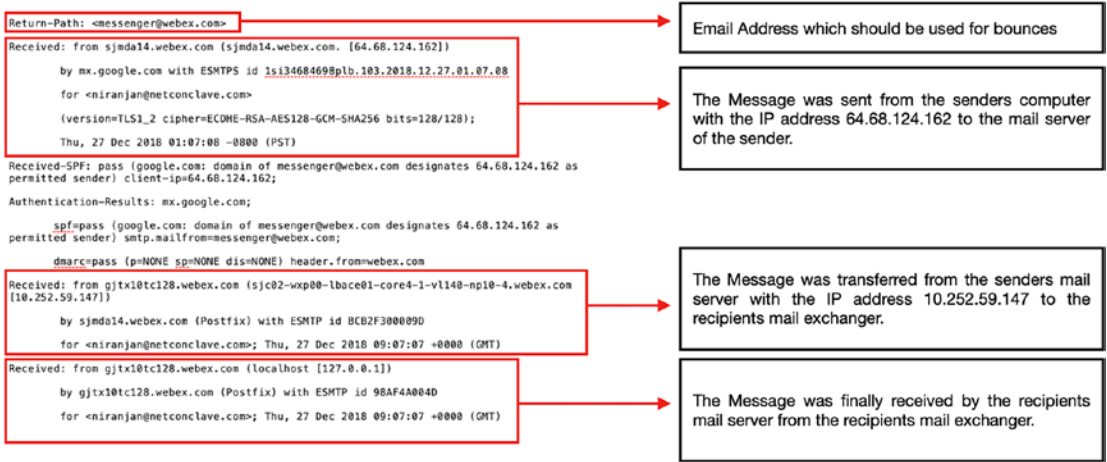 Return-Path: <messenger@webex.com>
Email Address which should be used for bounces
Received: from sjmda14.webex.com (sjmda14.webex.com. [64.68.124.162])
by mx.google.com with ESMTPS id 1si34684698plb.103.2018.12.27.01.07.08
for <niranjan@netconclave.com>
(version=TLS1_2 cipher=ECDHE-RSA-AES128-GCM-SHA256 bits=128/128);
Thu, 27 Dec 2018 01:07:08 -0800 (PST)
The Message was sent from the senders computer
with the IP address 64.68.124.162 to the mail server
of the sender.
Received-SPF: pass (google.com: domain of messenger@webex.com designates 64.68.124.162 as
permitted sender) client-ip=64.68.124.162;
Authentication-Results: mx.google.com;
spf=pass (google.com: domain of messenger@webex.com designates 64.68.124.162 as
permitted sender) smtp.mailfrom=messenger@webex.com;
dmarc=pass (p=NONE sp=NONE dis=NONE) header.from=webex.com
Received: from gjtx10tc128.webex.com (sjc02-wxp00-lbace01-core4-1-vl140-np10-4.webex.com
[10.252.59.147])
by sjmda14.webex.com (Postfix) with ESMTP id BCB2F300009D
for <niranjan@netconclave.com>; Thu, 27 Dec 2018 09:07:07 +0000 (GMT)
The Message was transferred from the senders mail
server with the IP address 10.252.59.147 to the
recipients mail exchanger.
Received: from gjtx10tc128.webex.com (localhost [127.0.0.1])
by gjtx10tc128.webex.com (Postfix) with ESMTP id 98AF4A004D
for <niranjan@netconclave.com>; Thu, 27 Dec 2018 09:07:07 +0000 (GMT)
The Message was finally received by the recipients
mail server from the recipients mail exchanger.